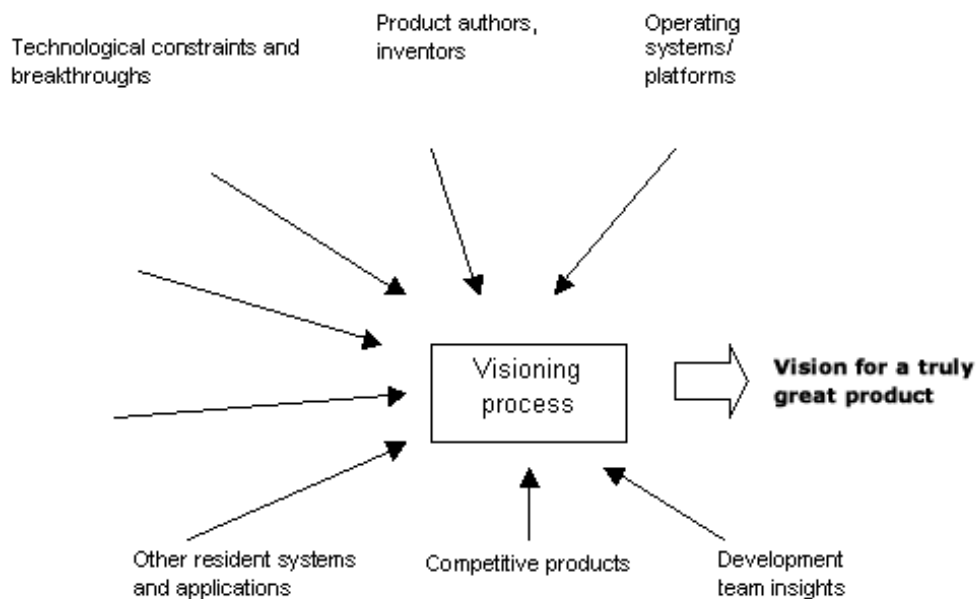 Technological constraints and
breakthroughs
Product authors,
inventors
Operating
systems/
platforms
Visioning
process
Vision for a truly
great product
Other resident systems
and applications
Competitive products
Development
team insights